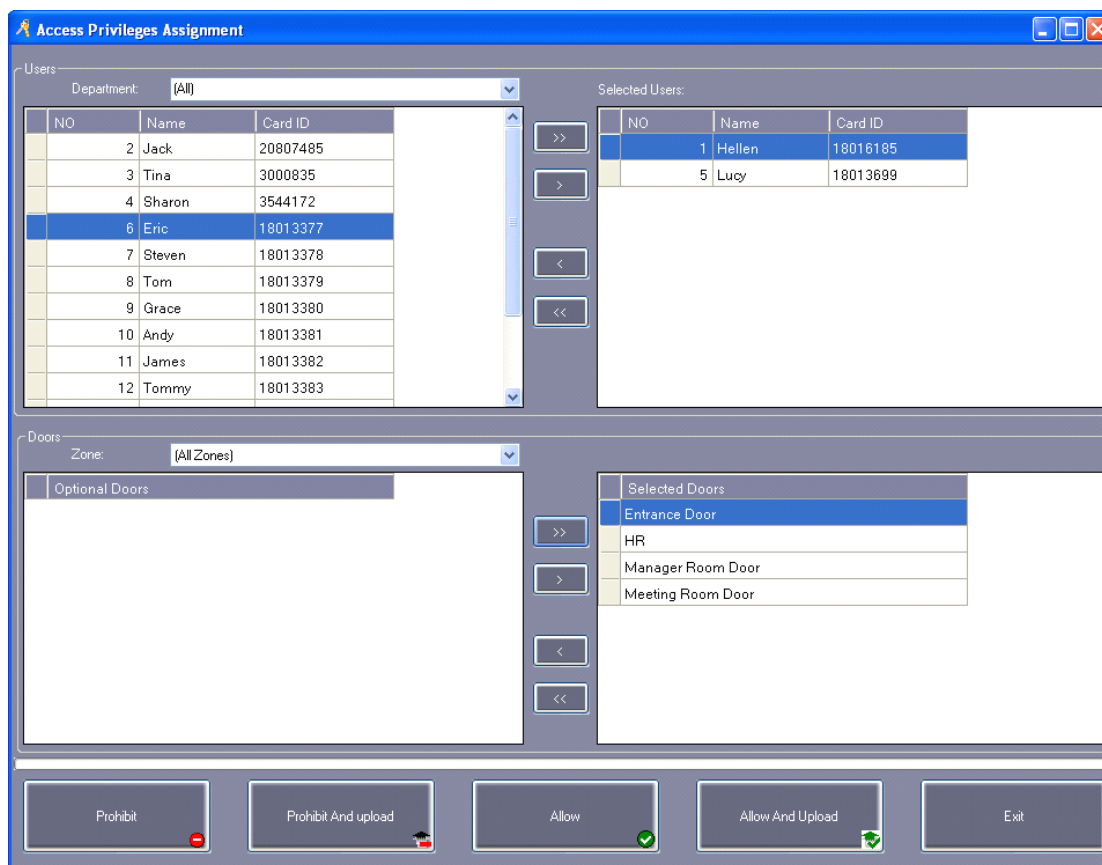 Access Privileges Assignment
Users
Department: (All)
Selected Users:
NO Name Card ID
2 Jack 20807485
3 Tina 3000835
4 Sharon 3544172
6 Eric 18013377
7 Steven 18013378
8 Tom 18013379
9 Grace 18013380
10 Andy 18013381
11 James 18013382
12 Tommy 18013383
>>
>
<
<<
NO Name Card ID
1 Hellen 18016185
5 Lucy 18013699
Doors
Zone: (All Zones)
Optional Doors
>>
>
<
<<
Selected Doors
Entrance Door
HR
Manager Room Door
Meeting Room Door
Prohibit
Prohibit And upload
Allow
Allow And Upload
Exit